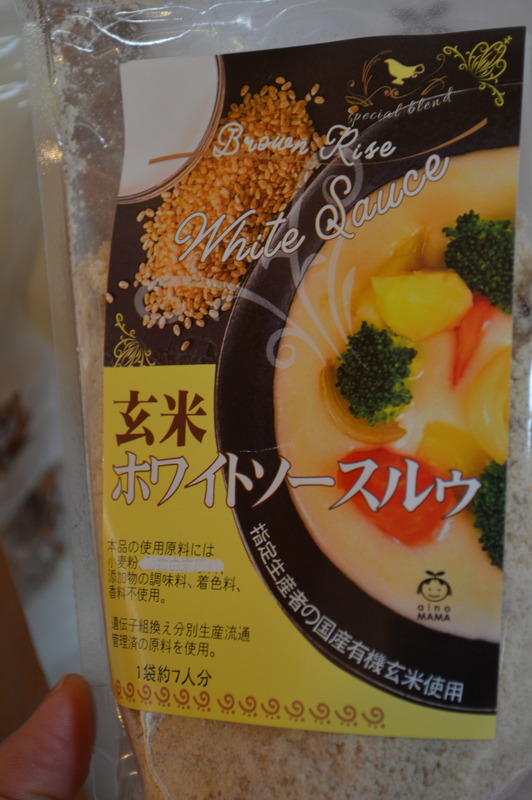 special blend
Brown Rise
White Sauce
玄米
ホワイトソースルゥ
本品の使用原料には
小麦粉、
添加物の調味料、着色料、
香料不使用。
遺伝子組換え分別生産流通
管理済の原料を使用。
1袋約7人分
指定生産者の国産有機玄米使用
aino
MAMA